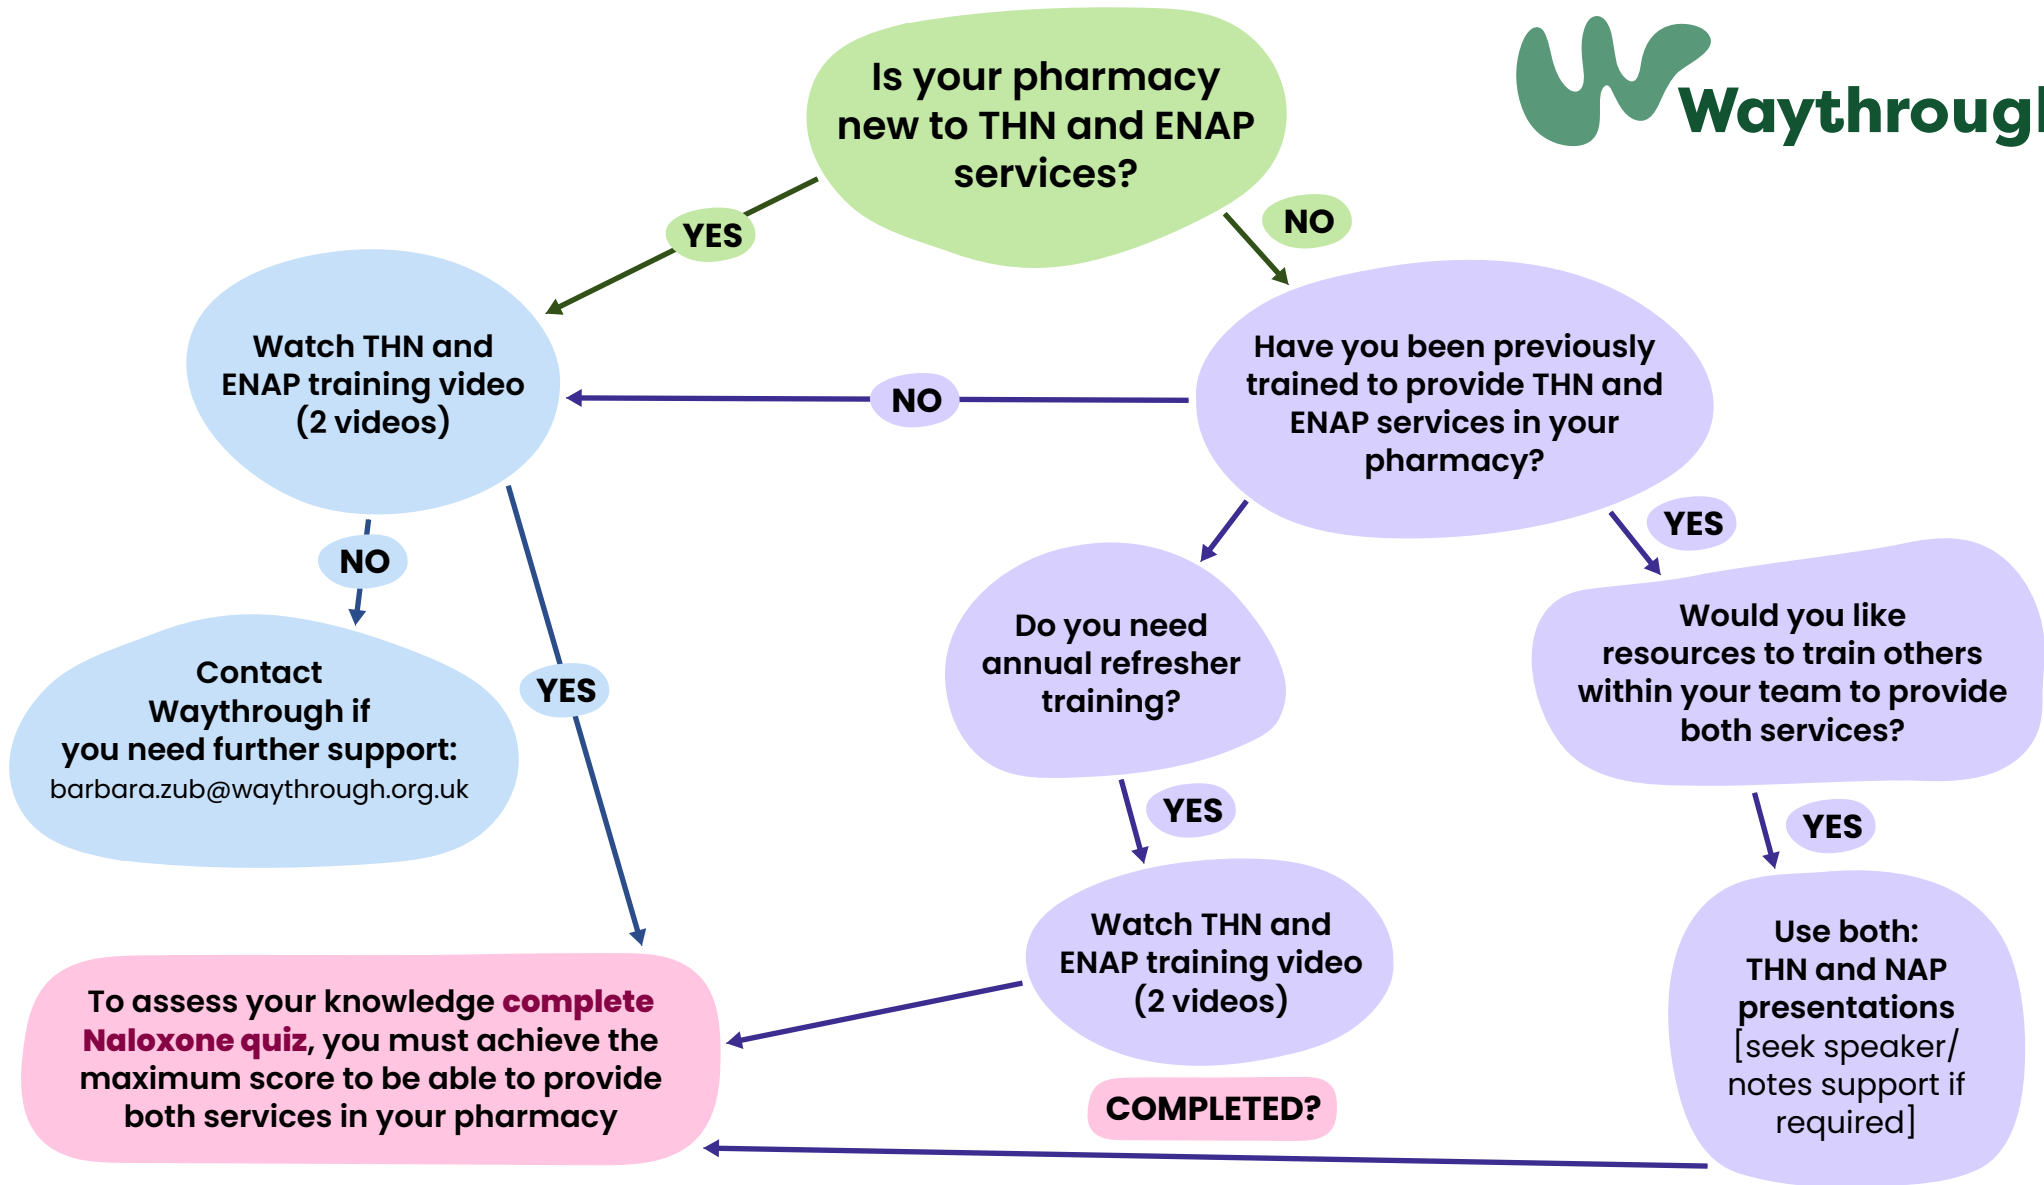 Is your pharmacy
new to THN and ENAP
services?
Waythrough
YES
NO
Watch THN and
ENAP training video
(2 videos)
NO
Have you been previously
trained to provide THN and
ENAP services in your
pharmacy?
NO
YES
YES
Contact
Waythrough if
you need further support:
barbara.zub@waythrough.org.uk
Do you need
annual refresher
training?
Would you like
resources to train others
within your team to provide
both services?
YES
YES
Watch THN and
ENAP training video
(2 videos)
Use both:
THN and NAP
presentations
[seek speaker/
notes support if
required]
To assess your knowledge complete
Naloxone quiz, you must achieve the
maximum score to be able to provide
both services in your pharmacy
COMPLETED?